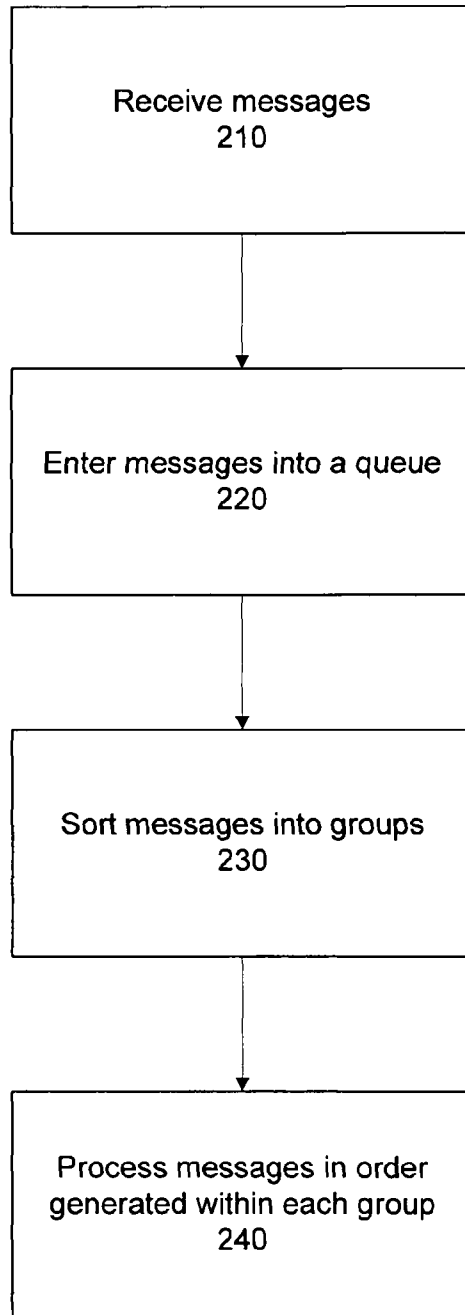 Receive messages
210
Enter messages into a queue
220
Sort messages into groups
230
Process messages in order
generated within each group
240